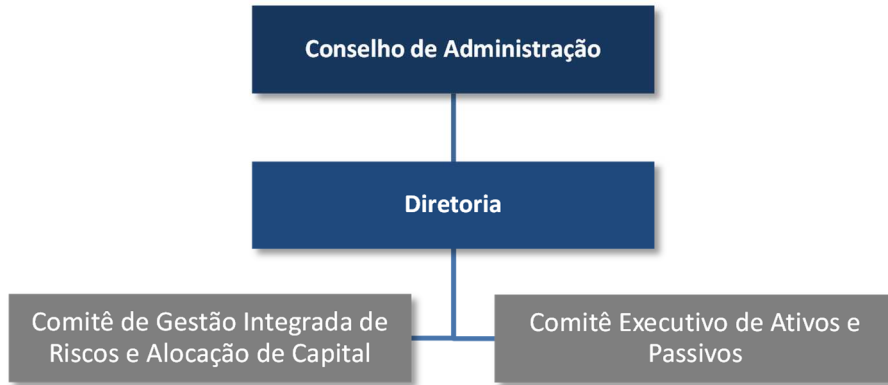 Conselho de Administração
Diretoria
Comitê de Gestão Integrada de
Riscos e Alocação de Capital
Comitê Executivo de Ativos e
Passivos